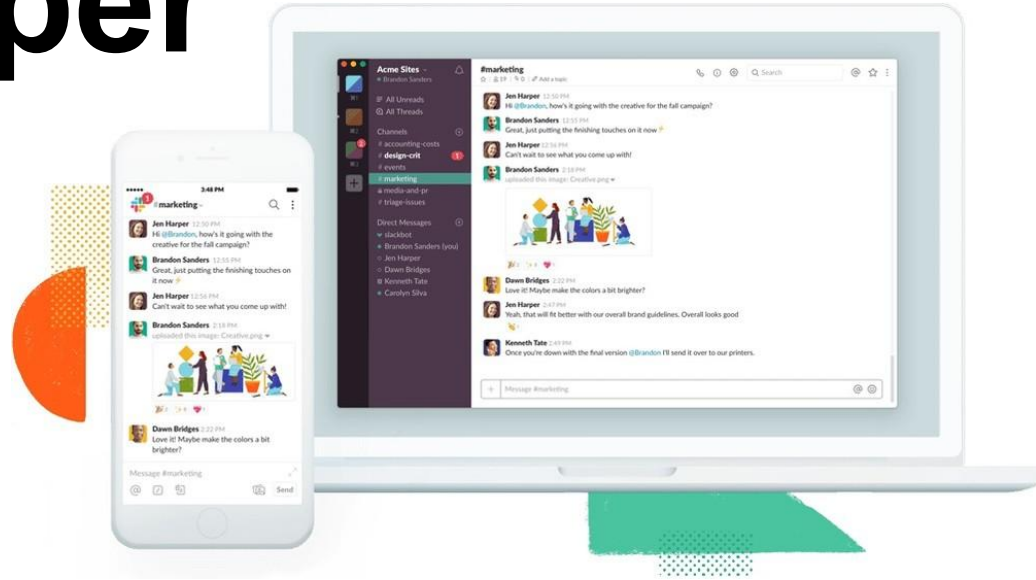 per
Acme Sites
Brandon Sanders
All Unreads
All Threads
Channels
# accounting-costs
# design-crit 1
# events
# marketing
media-and-pr
# triage-issues
Direct Messages
slackbot
Brandon Sanders (you)
Jen Harper
Dawn Bridges
Kenneth Tate
Carolyn Silva
#marketing
Add a topic
Search
Jen Harper 12:50 PM
Hi @Brandon, how's it going with the creative for the fall campaign?
Brandon Sanders 12:55 PM
Great, just putting the finishing touches on it now
Jen Harper 12:56 PM
Can't wait to see what you come up with!
Brandon Sanders 2:18 PM
uploaded this image: Creative.png
Dawn Bridges 2:22 PM
Love it! Maybe make the colors a bit brighter?
Jen Harper 2:47 PM
Yeah, that will fit better with our overall brand guidelines. Overall looks good
Kenneth Tate 2:49 PM
Once you're down with the final version @Brandon I'll send it over to our printers.
Message #marketing
3:48 PM
1
#marketing
Jen Harper 12:50 PM
Hi @Brandon, how's it going with the
creative for the fall campaign?
Brandon Sanders 12:55 PM
Great, just putting the finishing touches on
it now
Jen Harper 12:56 PM
Can't wait to see what you come up with!
Brandon Sanders 2:18 PM
uploaded this image: Creative.png
Dawn Bridges 2:22 PM
Love it! Maybe make the colors a bit
brighter?
Message #marketing
Send